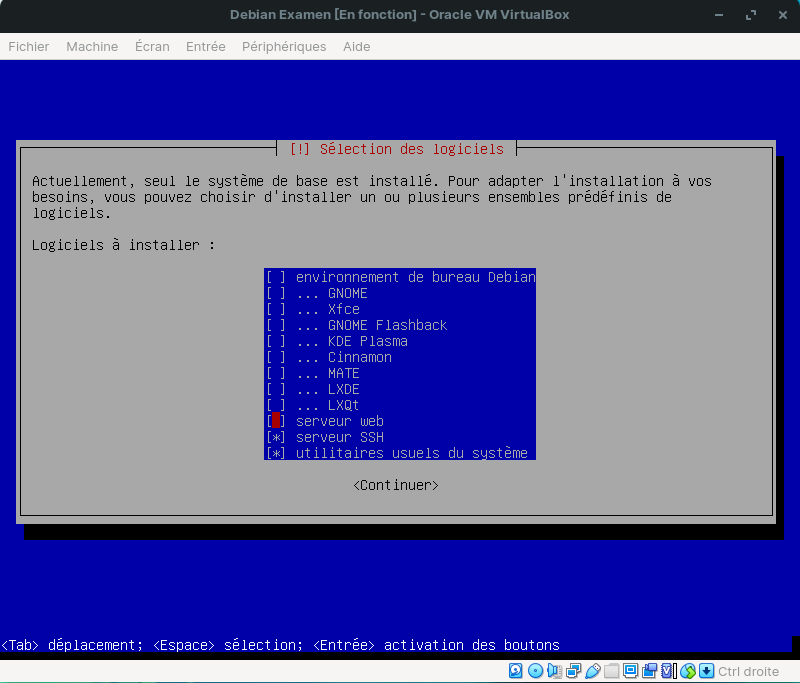 Debian Examen [En fonction] - Oracle VM VirtualBox
Fichier Machine Écran Entrée Périphériques Aide
[!] Sélection des logiciels
Actuellement, seul le système de base est installé. Pour adapter l'installation à vos
besoins, vous pouvez choisir d'installer un ou plusieurs ensembles prédéfinis de
logiciels.
Logiciels à installer :
[ ] environnement de bureau Debian
[ ] ... GNOME
[ ] ... Xfce
[ ] ... GNOME Flashback
[ ] ... KDE Plasma
[ ] ... Cinnamon
[ ] ... MATE
[ ] ... LXDE
[ ] ... LXQt
[ ] serveur web
[*] serveur SSH
[*] utilitaires usuels du système
<Continuer>
<Tab> déplacement; <Espace> sélection; <Entrée> activation des boutons
Ctrl droite